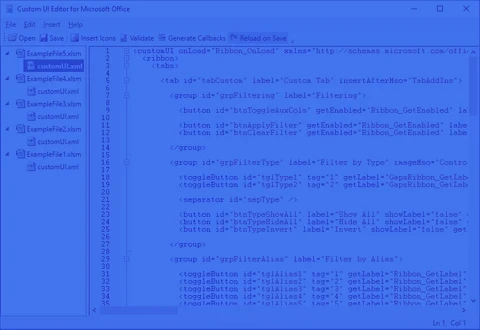 Custom UI Editor for Microsoft Office
File Edit Insert Help
Open Save Insert Icons Validate Generate Callbacks Reload on Save
ExampleFile5.xlsm
customUI.xml
ExampleFile4.xlsm
customUI.xml
ExampleFile3.xlsm
customUI.xml
ExampleFile2.xlsm
customUI.xml
ExampleFile1.xlsm
customUI.xml
1 <customUI onLoad="Ribbon_OnLoad" xmlns="http://schemas.microsoft.com/offic
2 <ribbon>
3 <tabs>
4
5 <tab id="tabCustom" label="Custom Tab" insertAfterMso="TabAddIns">
6
7 <group id="grpFiltering" label="Filtering">
8
9 <button id="btnToggleAuxCols" getEnabled="Ribbon_GetEnabled" la
10
11 <button id="btnApplyFilter" getEnabled="Ribbon_GetEnabled" labe
12 <button id="btnClearFilter" getEnabled="Ribbon_GetEnabled" labe
13
14 </group>
15
16 <group id="grpFilterType" label="Filter by Type" imageMso="Contro
17
18 <toggleButton id="tglType1" tag="1" getLabel="GapsRibbon_GetLab
19 <toggleButton id="tglType2" tag="2" getLabel="GapsRibbon_GetLab
20
21 <separator id="sepType" />
22
23 <button id="btnTypeShowAll" label="Show All" showLabel="false"
24 <button id="btnTypeHideAll" label="Hide All" showLabel="false"
25 <button id="btnTypeInvert" label="Invert" showLabel="false" get
26
27 </group>
28
29 <group id="grpFilterAlias" label="Filter by Alias">
30
31 <toggleButton id="tglAlias1" tag="1" getLabel="Ribbon_GetLabel"
32 <toggleButton id="tglAlias2" tag="2" getLabel="Ribbon_GetLabel"
33 <toggleButton id="tglAlias3" tag="3" getLabel="Ribbon_GetLabel"
34 <toggleButton id="tglAlias4" tag="4" getLabel="Ribbon_GetLabel"
35 <toggleButton id="tglAlias5" tag="5" getLabel="Ribbon_GetLabel"
Ln 1 Col 1